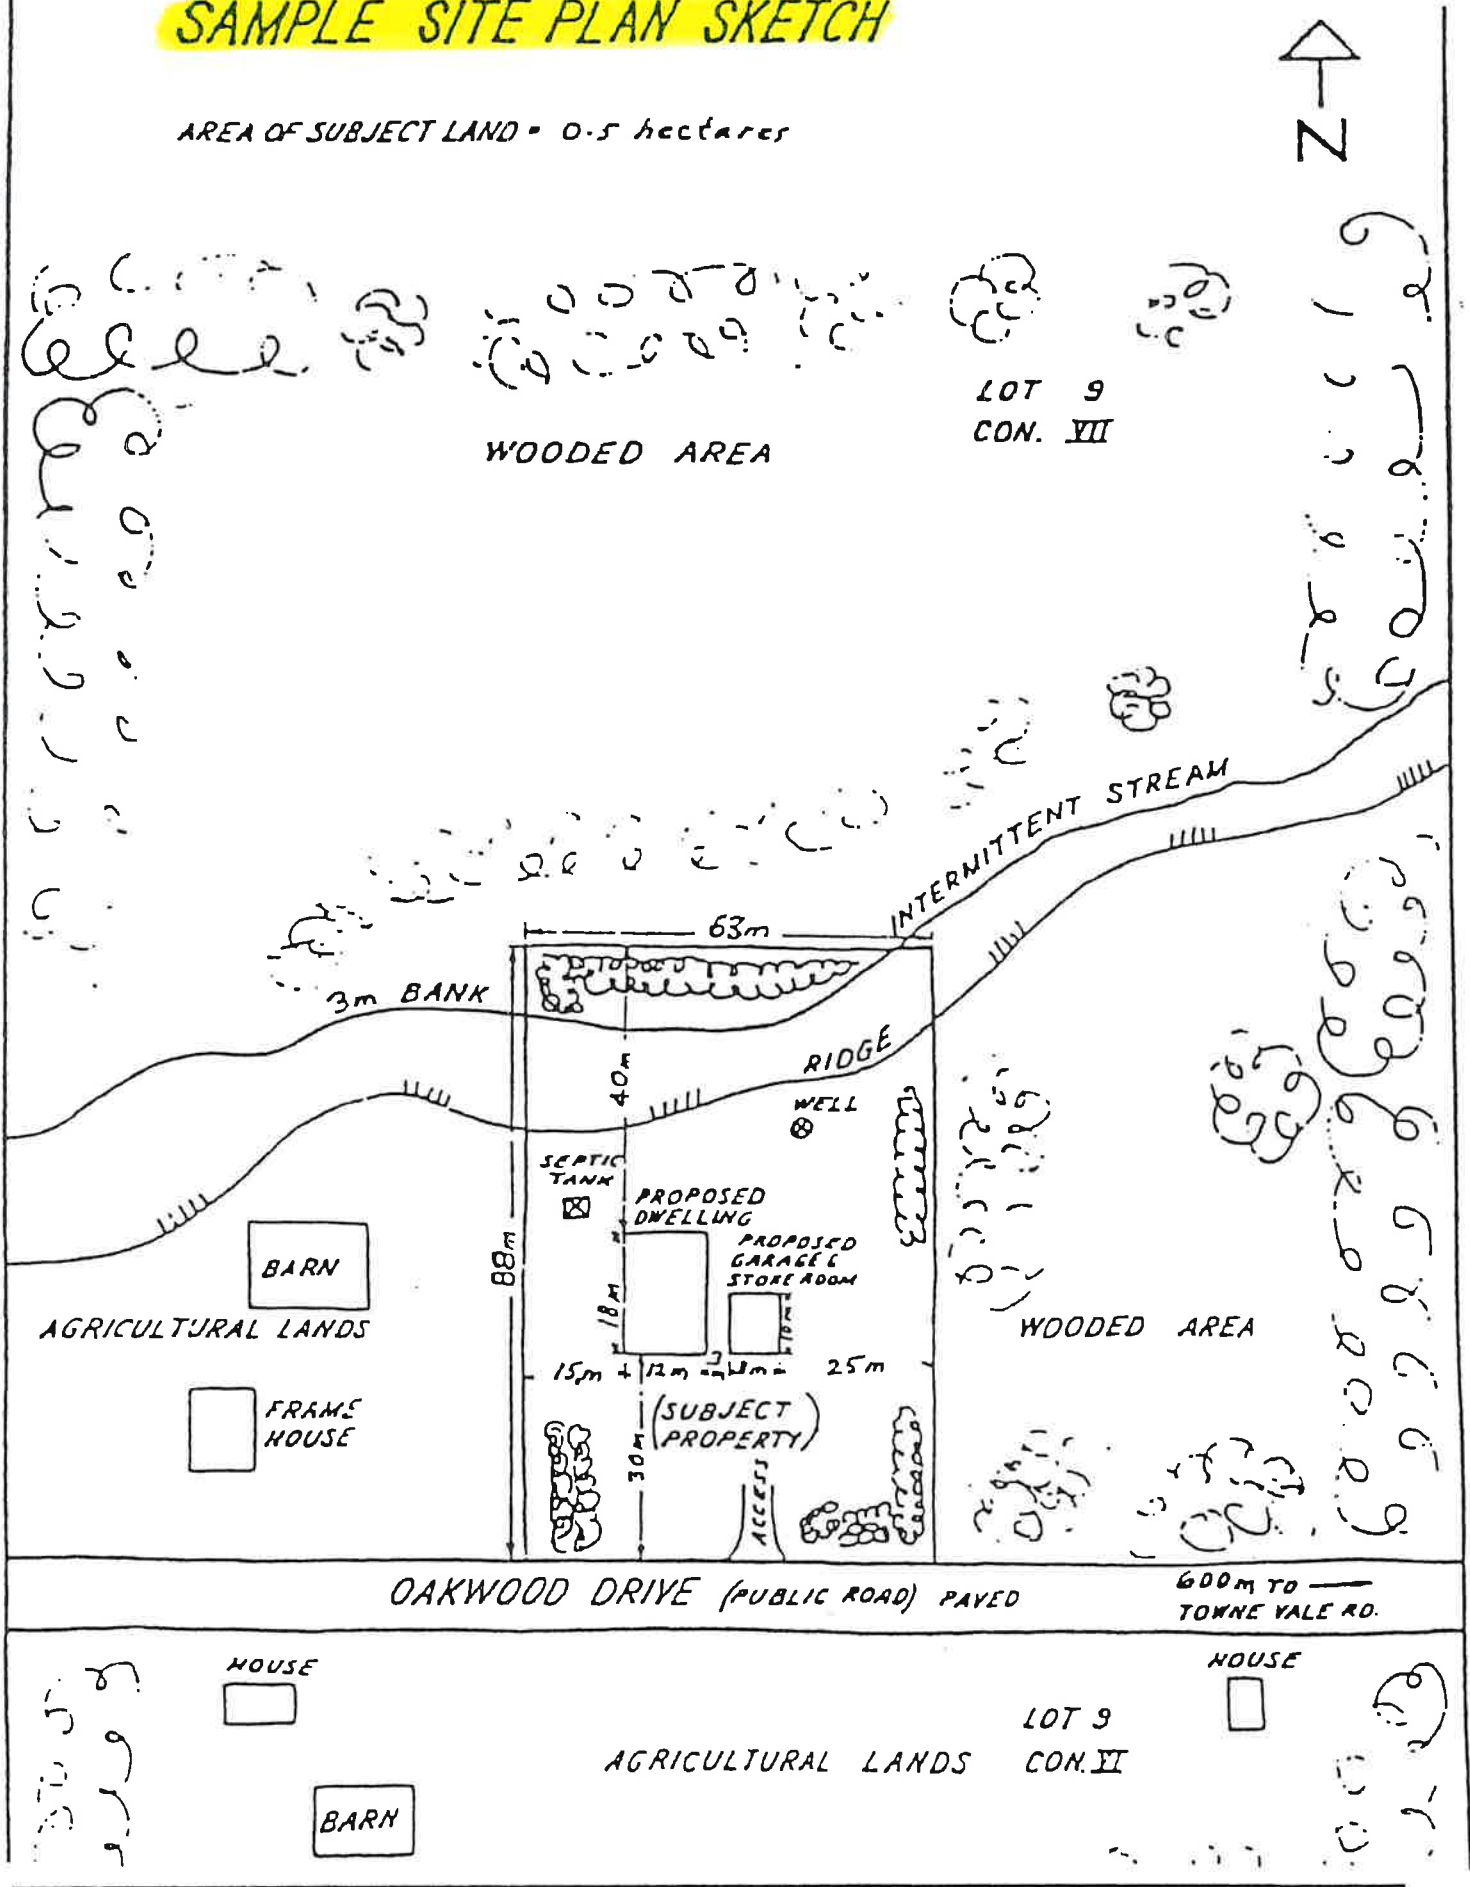 SAMPLE SITE PLAN SKETCH
AREA OF SUBJECT LAND = 0.5 hectares
N
LOT 9
CON. VII
WOODED AREA
INTERMITTENT STREAM
63m
3m BANK
40m
RIDGE
WELL
SEPTIC
TANK
PROPOSED
DWELLING
PROPOSED
GARAGE &
STORE ROOM
88m
BARN
18m
10m
AGRICULTURAL LANDS
WOODED AREA
15m 12m 3m 8m 25m
FRAME
HOUSE
(SUBJECT
PROPERTY)
30m
ACCESS
OAKWOOD DRIVE (PUBLIC ROAD) PAVED
600m TO
TOWNE VALE RD.
HOUSE
HOUSE
LOT 9
AGRICULTURAL LANDS CON. VI
BARN